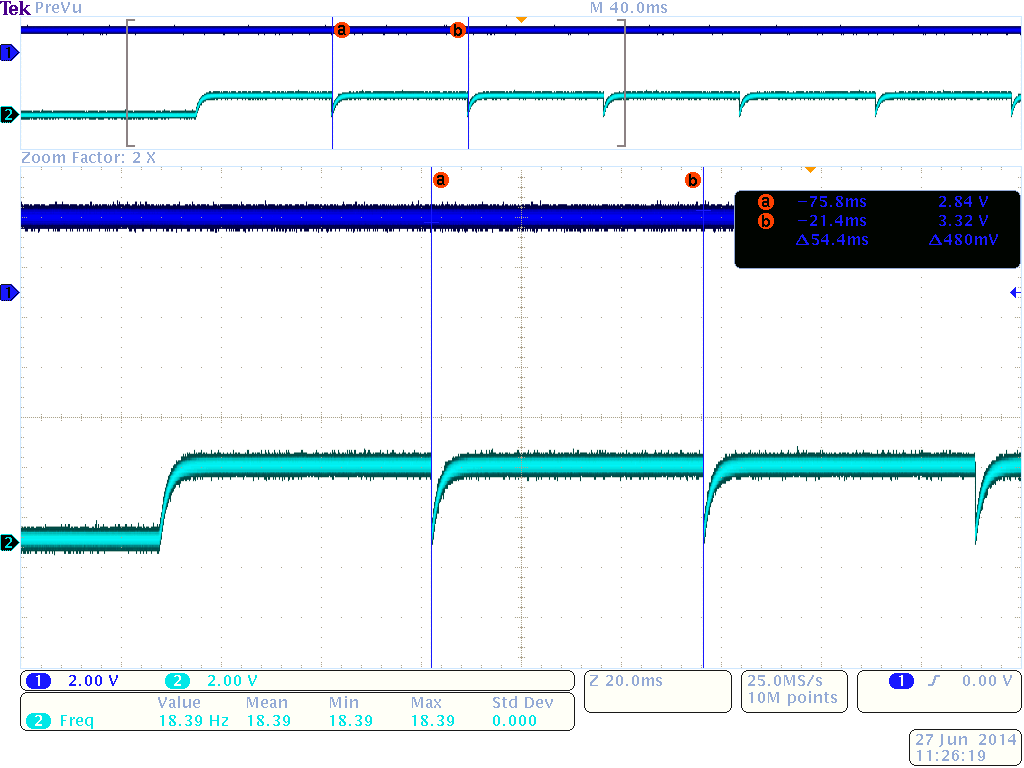 Tek PreVu M 40.0ms
a b
1
2
Zoom Factor: 2 X
a b
a −75.8ms 2.84 V
b −21.4ms 3.32 V
Δ54.4ms Δ480mV
1
2
1 2.00 V 2 2.00 V
Z 20.0ms
25.0MS/s
10M points
1 0.00 V
Value Mean Min Max Std Dev
2 Freq 18.39 Hz 18.39 18.39 18.39 0.000
27 Jun 2014
11:26:19